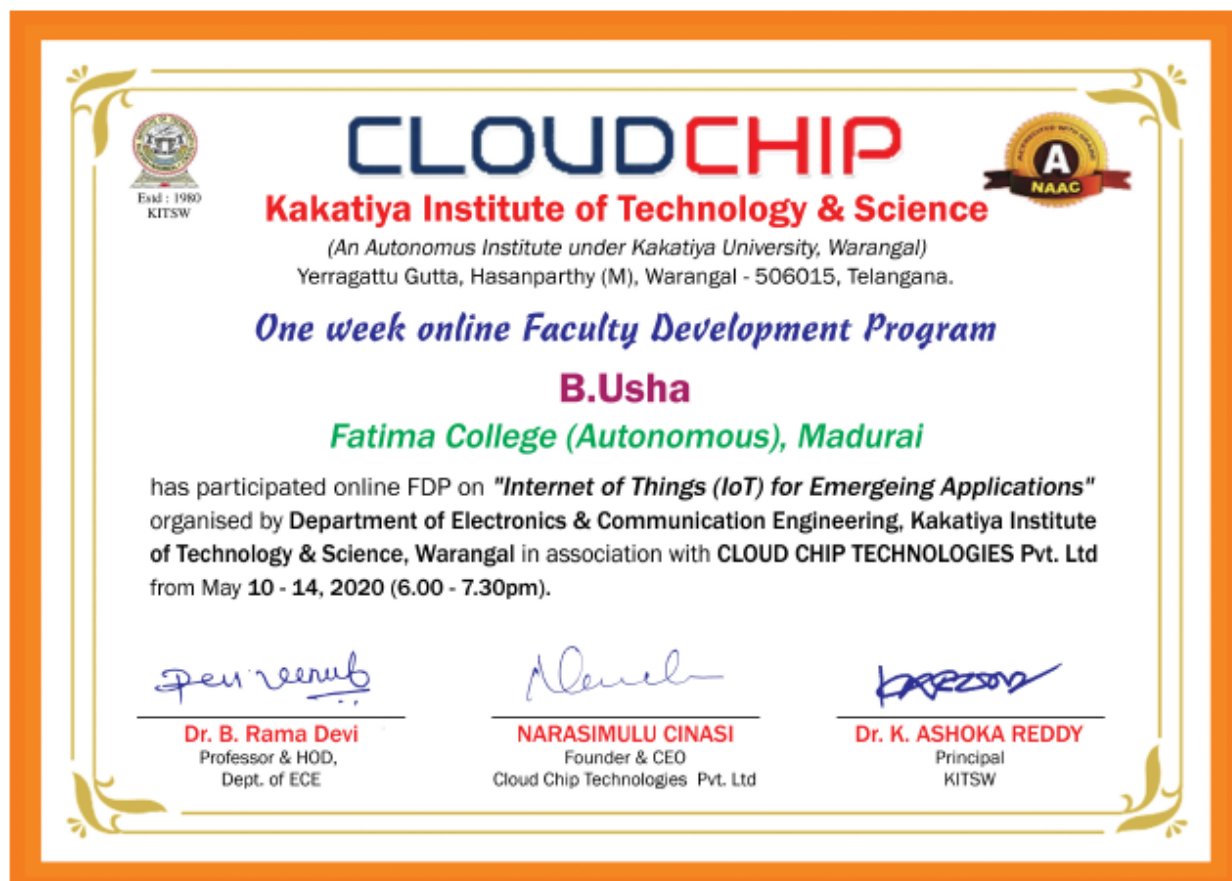 CLOUDCHIP
Estd : 1980
KITSW
ACCREDITED WITH GRADE
A
NAAC
Kakatiya Institute of Technology & Science
(An Autonomus Institute under Kakatiya University, Warangal)
Yerragattu Gutta, Hasanparthy (M), Warangal - 506015, Telangana.
One week online Faculty Development Program
B.Usha
Fatima College (Autonomous), Madurai
has participated online FDP on "Internet of Things (IoT) for Emergeing Applications"
organised by Department of Electronics & Communication Engineering, Kakatiya Institute
of Technology & Science, Warangal in association with CLOUD CHIP TECHNOLOGIES Pvt. Ltd
from May 10 - 14, 2020 (6.00 - 7.30pm).
Dr. B. Rama Devi
Professor & HOD,
Dept. of ECE
NARASIMULU CINASI
Founder & CEO
Cloud Chip Technologies Pvt. Ltd
Dr. K. ASHOKA REDDY
Principal
KITSW